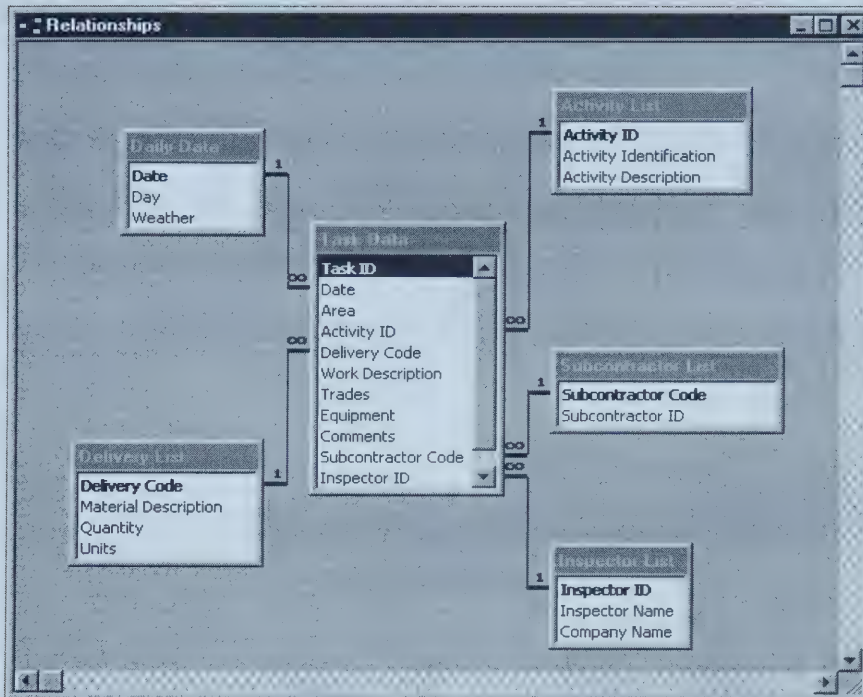 Relationships
Daily Data
1
Date
Day
Weather
Activity List
1
Activity ID
Activity Identification
Activity Description
Task Data
Task ID
Date
Area
Activity ID
Delivery Code
Work Description
Trades
Equipment
Comments
Subcontractor Code
Inspector ID
∞
∞
∞
∞
∞
Subcontractor List
1
Subcontractor Code
Subcontractor ID
Delivery List
1
Delivery Code
Material Description
Quantity
Units
Inspector List
1
Inspector ID
Inspector Name
Company Name